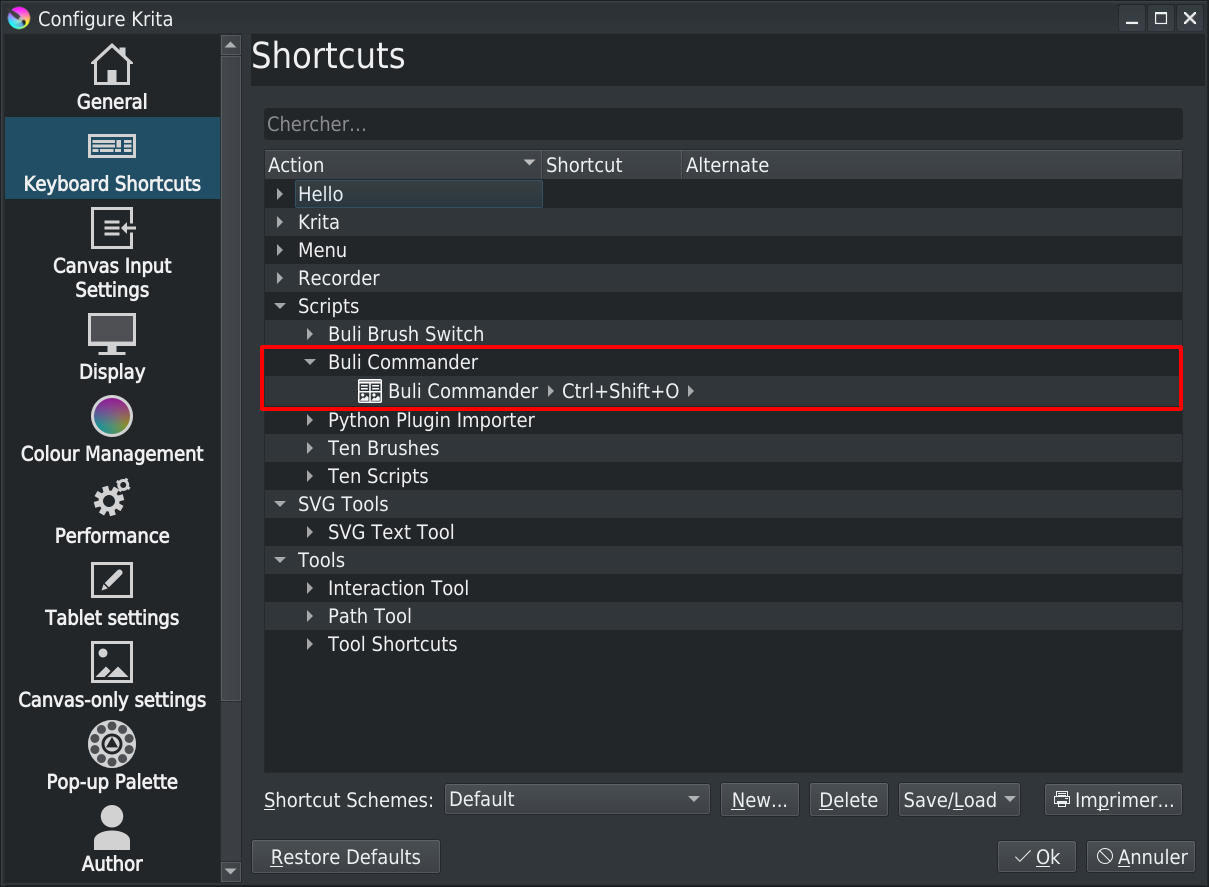 Configure Krita
General
Keyboard Shortcuts
Canvas Input
Settings
Display
Colour Management
Performance
Tablet settings
Canvas-only settings
Pop-up Palette
Author
Shortcuts
Chercher...
Action Shortcut Alternate
Hello
Krita
Menu
Recorder
Scripts
Buli Brush Switch
Buli Commander
Buli Commander Ctrl+Shift+O
Python Plugin Importer
Ten Brushes
Ten Scripts
SVG Tools
SVG Text Tool
Tools
Interaction Tool
Path Tool
Tool Shortcuts
Shortcut Schemes: Default New... Delete Save/Load Imprimer...
Restore Defaults Ok Annuler